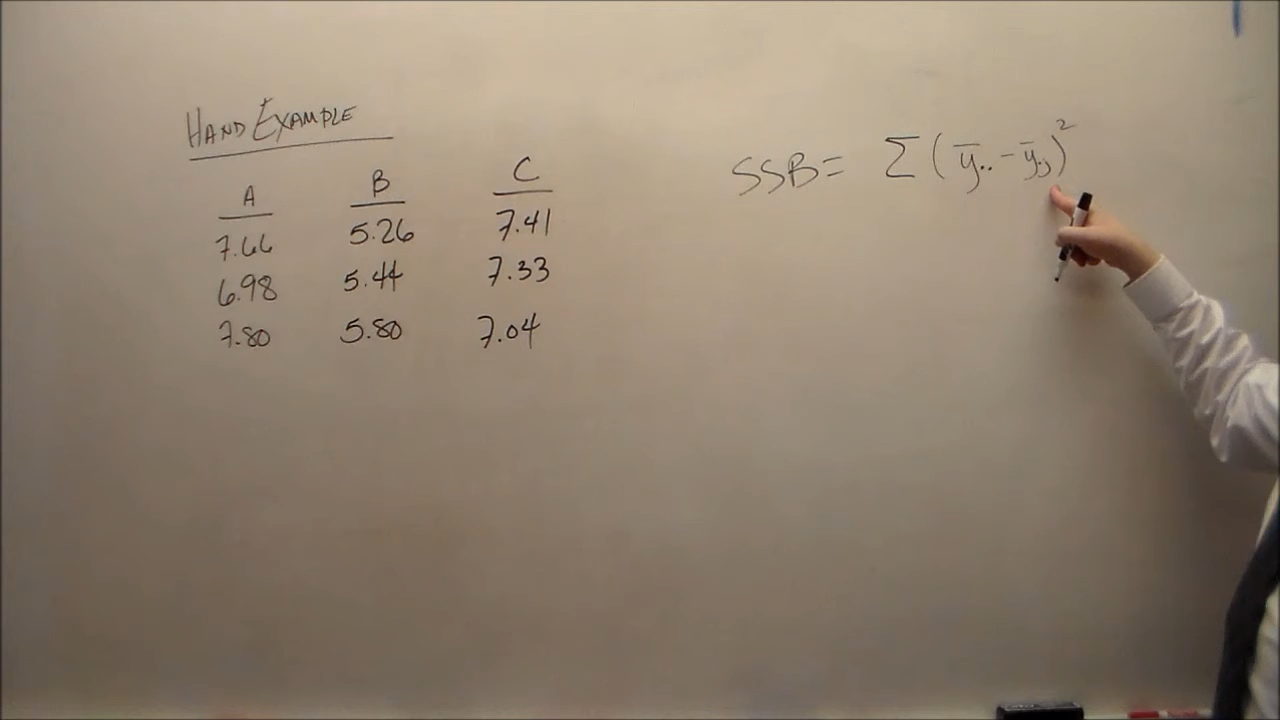 HAND EXAMPLE
A B C
7.66 5.26 7.41
6.98 5.44 7.33
7.80 5.80 7.04
SSB = Σ(ȳ.. - ȳ.j)²